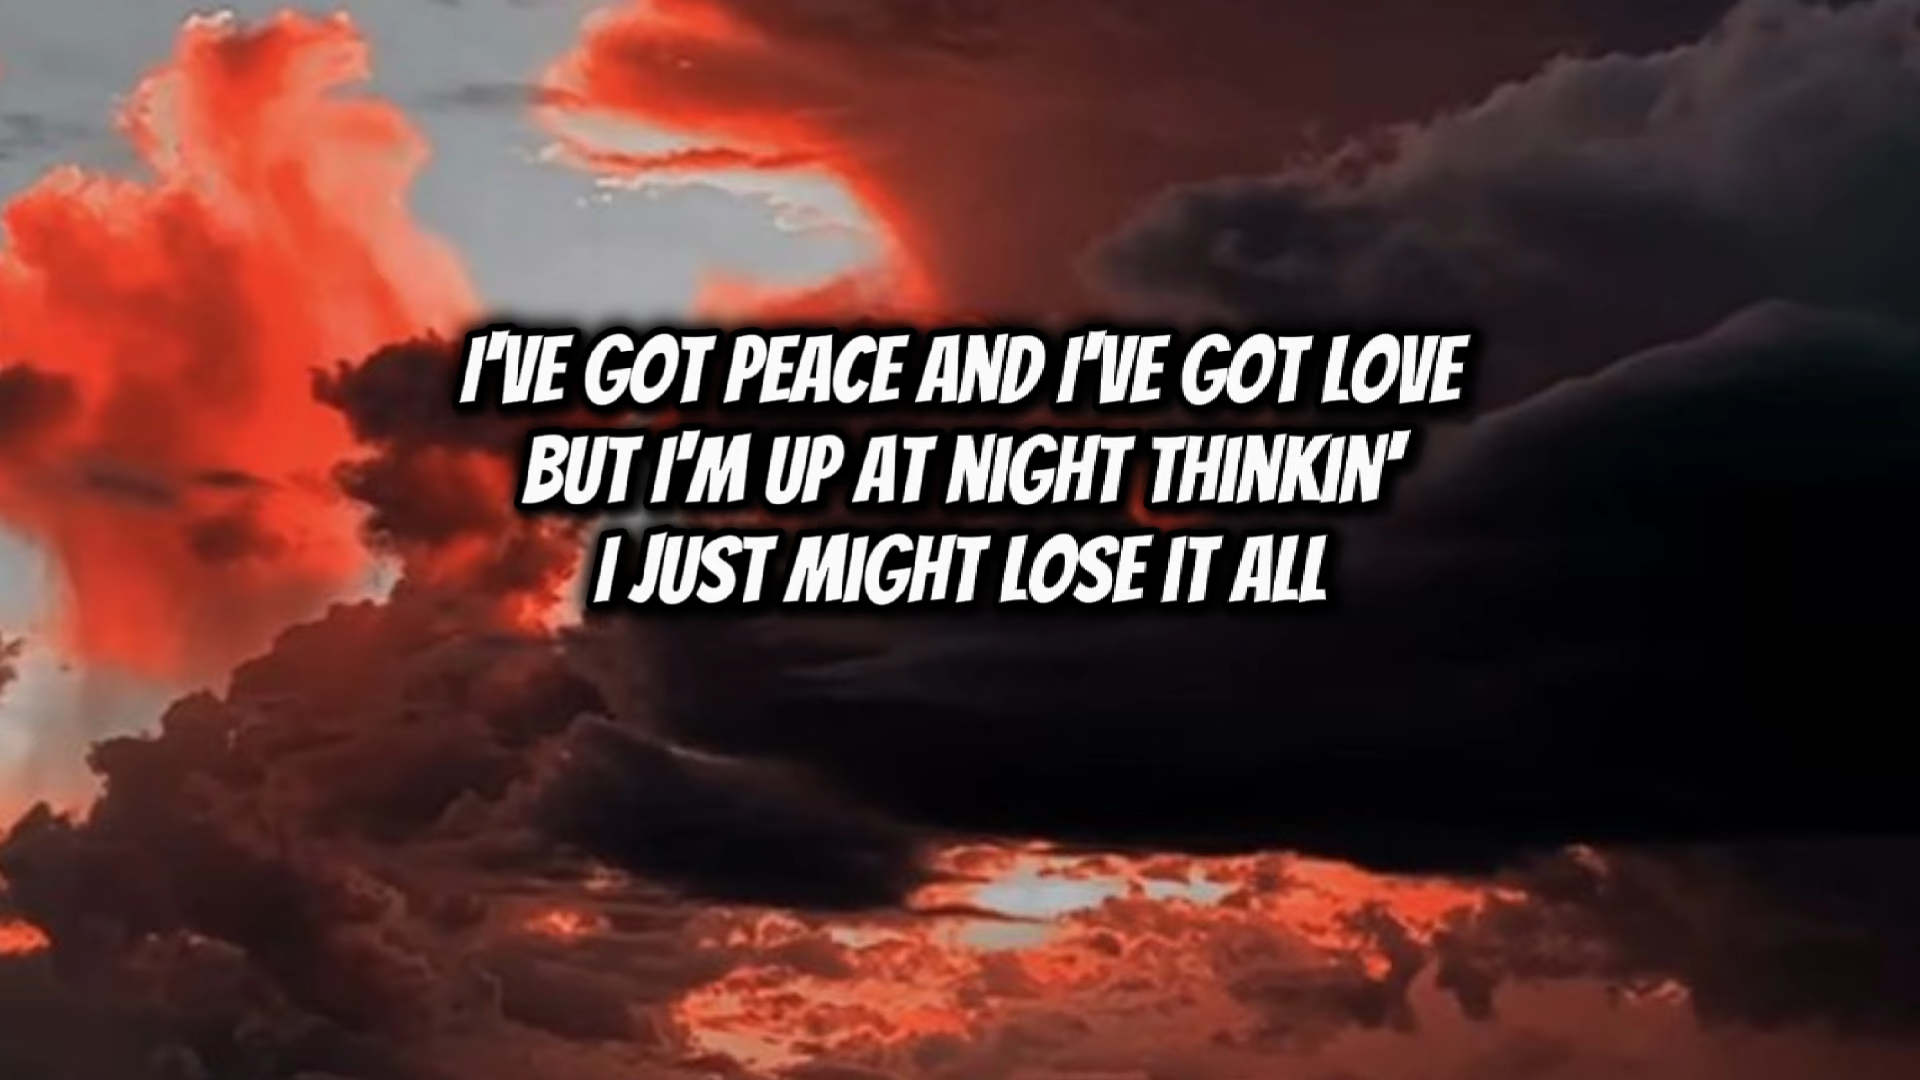 I'VE GOT PEACE AND I'VE GOT LOVE
BUT I'M UP AT NIGHT THINKIN'
I JUST MIGHT LOSE IT ALL